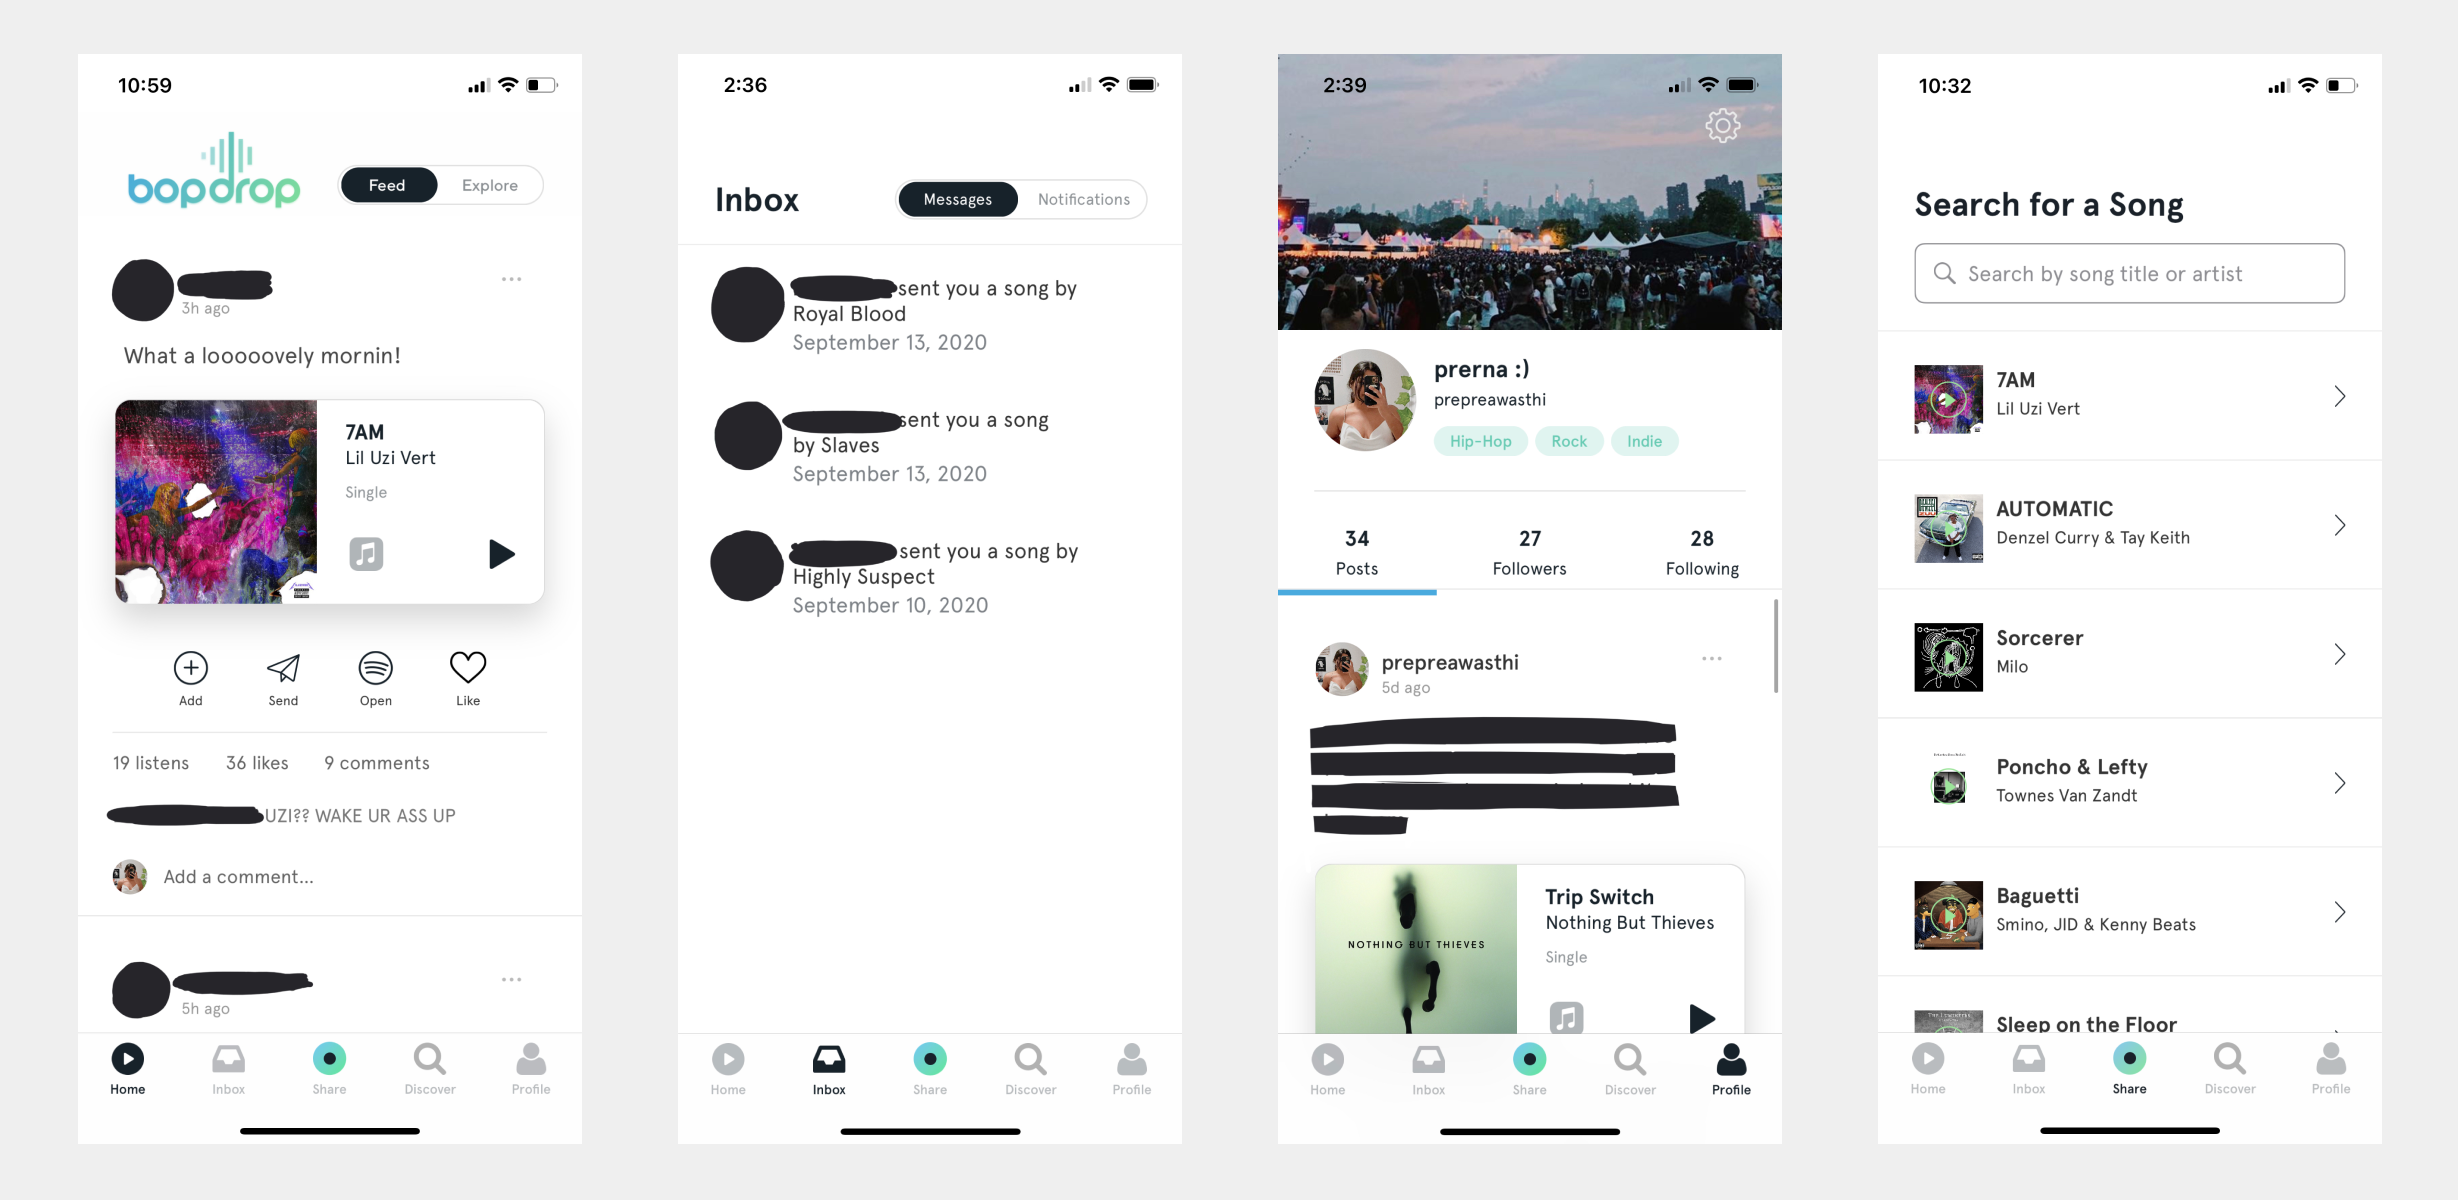 10:59
bopdrop
Feed
Explore
3h ago
What a looooovely mornin!
7AM
Lil Uzi Vert
Single
Add
Send
Open
Like
19 listens
36 likes
9 comments
UZI?? WAKE UR ASS UP
Add a comment...
5h ago
Home
Inbox
Share
Discover
Profile
2:36
Inbox
Messages
Notifications
sent you a song by
Royal Blood
September 13, 2020
sent you a song
by Slaves
September 13, 2020
sent you a song by
Highly Suspect
September 10, 2020
Home
Inbox
Share
Discover
Profile
2:39
prerna :)
prepreawasthi
Hip-Hop
Rock
Indie
34
Posts
27
Followers
28
Following
prepreawasthi
5d ago
NOTHING BUT THIEVES
Trip Switch
Nothing But Thieves
Single
Home
Inbox
Share
Discover
Profile
10:32
Search for a Song
Search by song title or artist
7AM
Lil Uzi Vert
AUTOMATIC
Denzel Curry & Tay Keith
Sorcerer
Milo
Poncho & Lefty
Townes Van Zandt
Baguetti
Smino, JID & Kenny Beats
Sleep on the Floor
Home
Inbox
Share
Discover
Profile